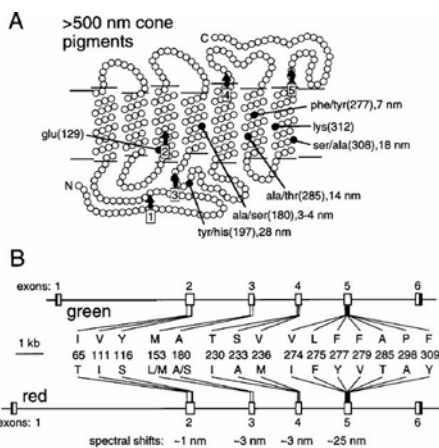 A
>500 nm cone
pigments
C
4
5
phe/tyr(277),7 nm
glu(129)
2
lys(312)
ser/ala(308),18 nm
N
3
ala/thr(285),14 nm
1
ala/ser(180),3-4 nm
tyr/his(197),28 nm
B
exons: 1 2 3 4 5 6
green
1 kb
I V Y M A T S V V L F F A P F
65 111 116 153 180 230 233 236 274 275 277 279 285 298 309
T I S L/M A/S I A M I F Y V T A Y
red
exons: 1 2 3 4 5 6
spectral shifts: ~1 nm ~3 nm ~3 nm ~25 nm